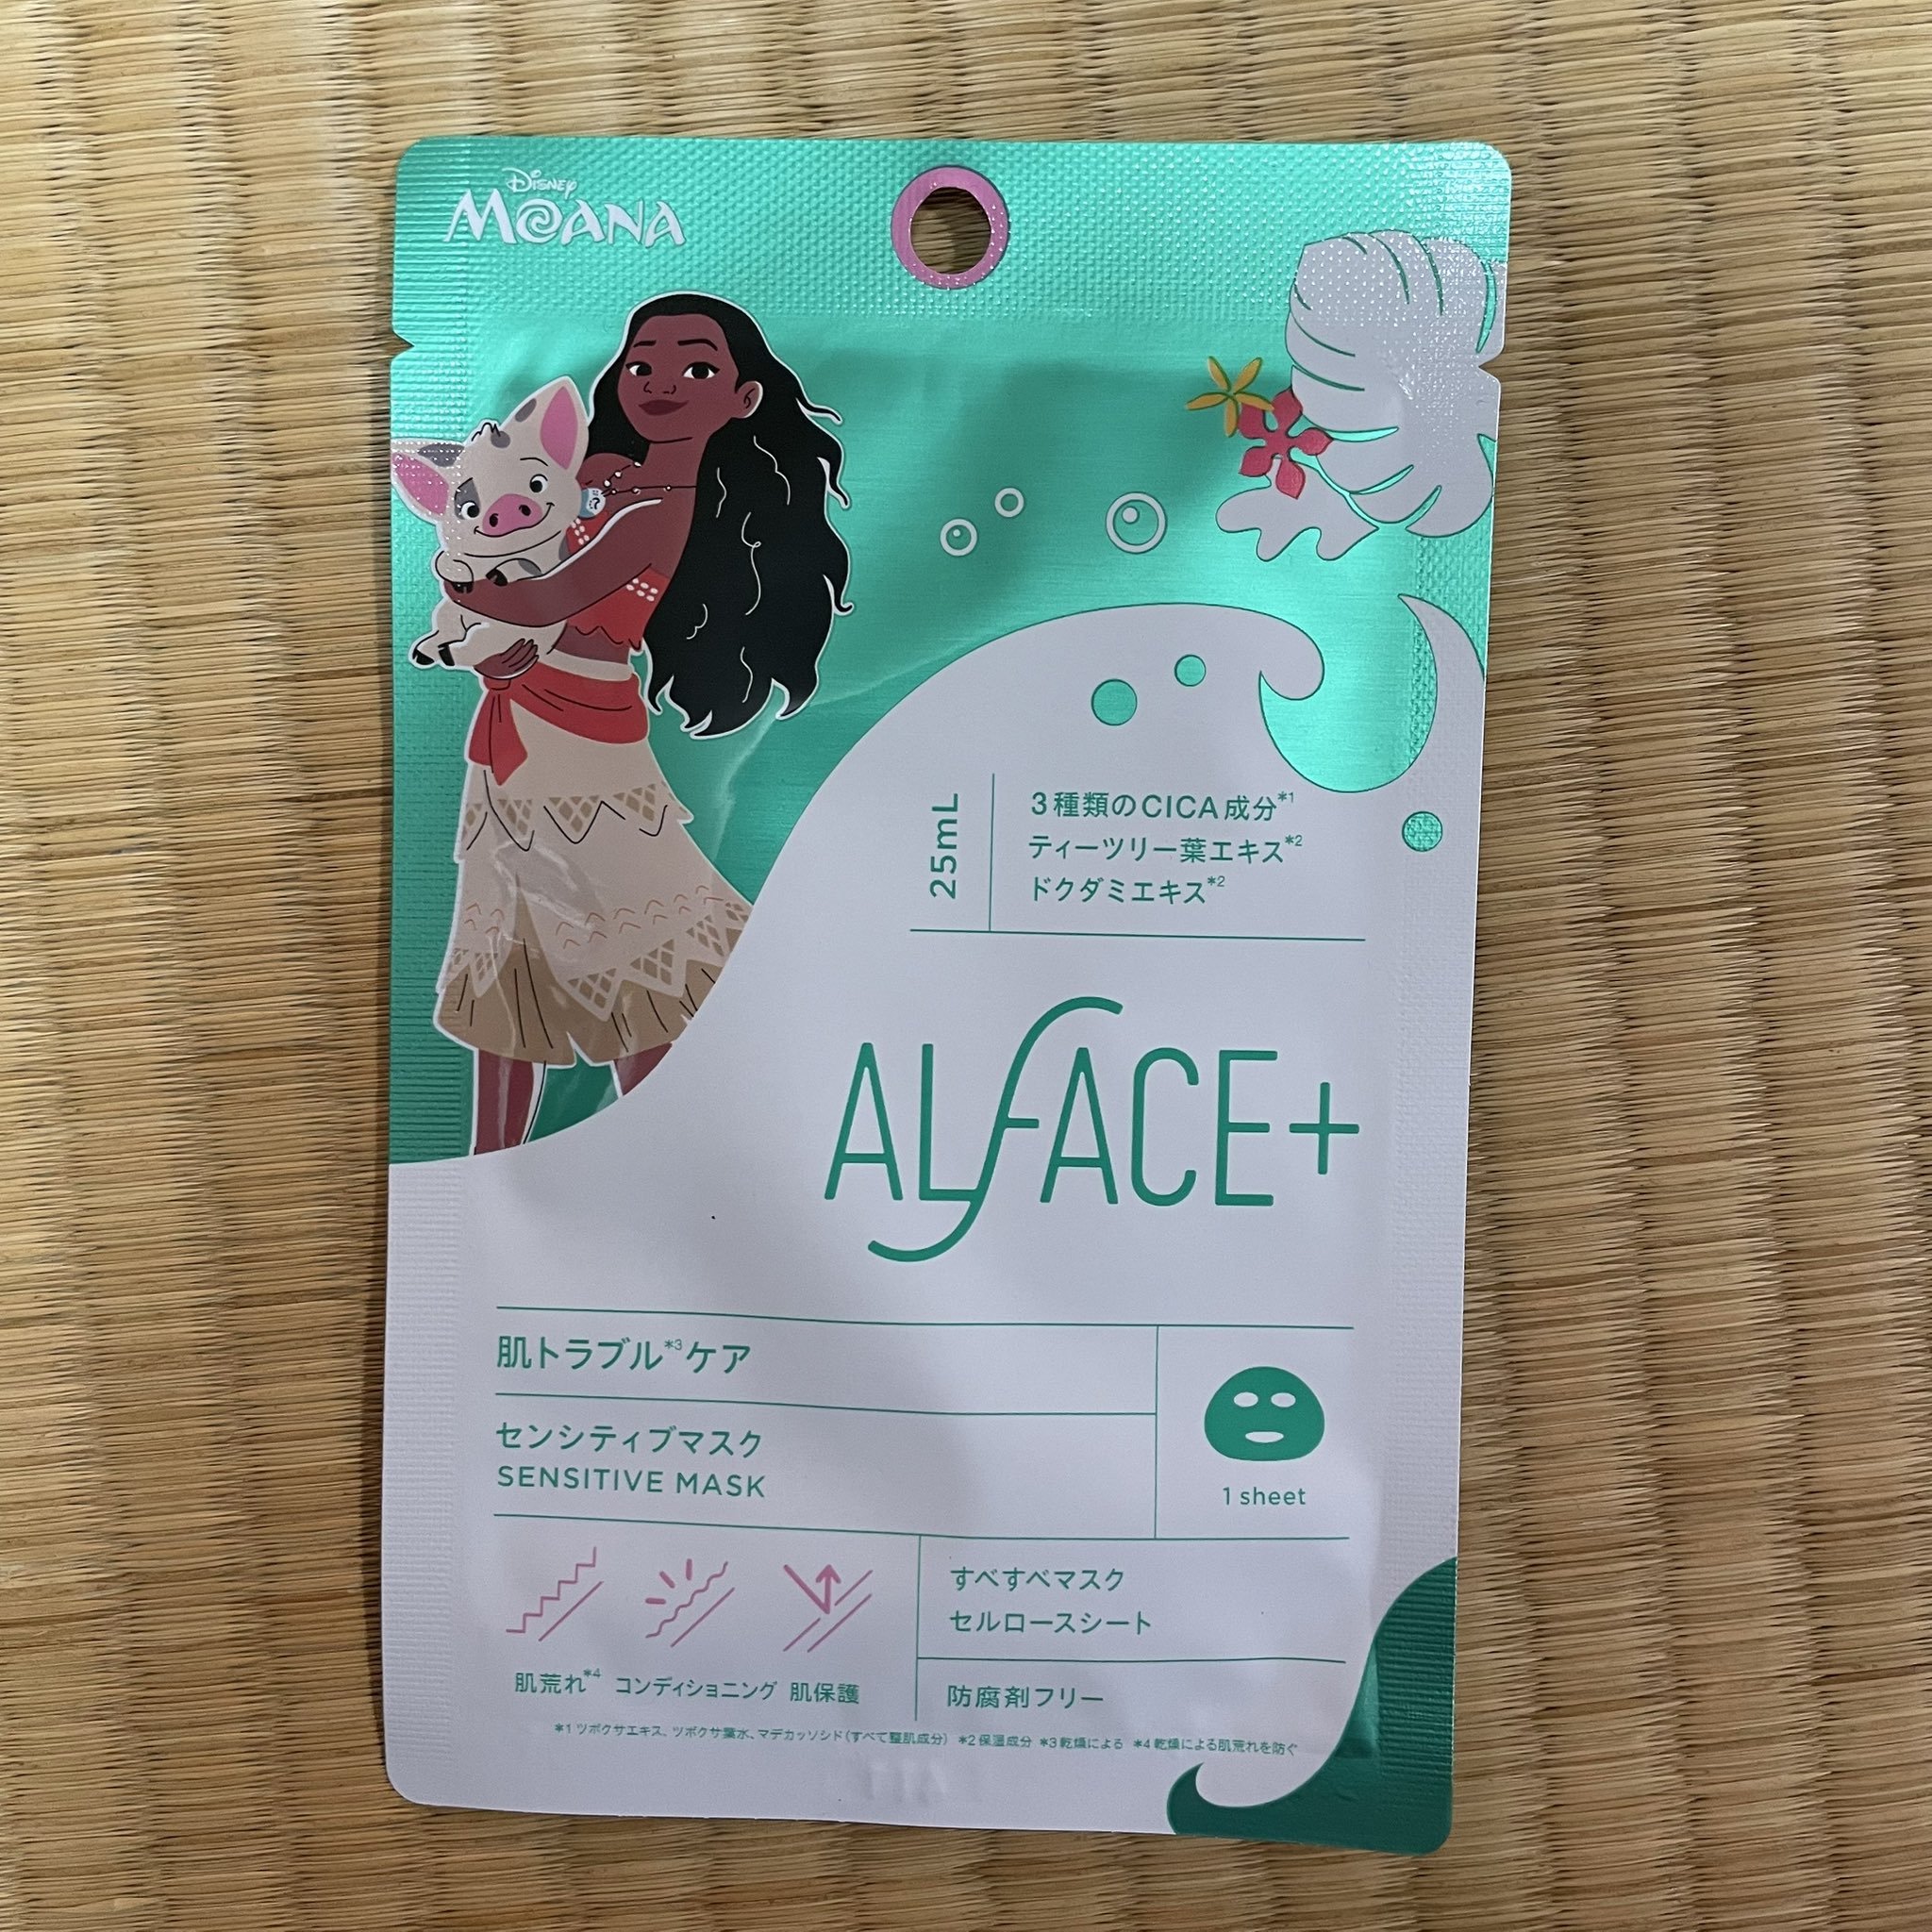 Disney
MOANA
25mL
3種類のCICA成分*1
ティーツリー葉エキス*2
ドクダミエキス*2
ALFACE+
肌トラブル*3ケア
センシティブマスク
SENSITIVE MASK
1 sheet
すべすべマスク
セルロースシート
肌荒れ*4 コンディショニング 肌保護
防腐剤フリー
*1 ツボクサエキス、ツボクサ葉水、マデカッソシド(すべて整肌成分) *2 保湿成分 *3 乾燥による *4 乾燥による肌荒れを防ぐ